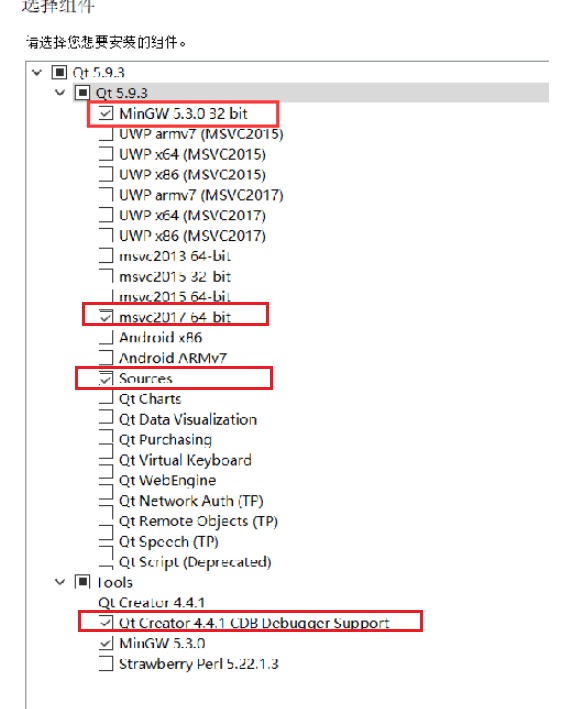 选择组件
请选择您想要安装的组件。
Qt 5.9.3
Qt 5.9.3
MinGW 5.3.0 32 bit
UWP armv7 (MSVC2015)
UWP x64 (MSVC2015)
UWP x86 (MSVC2015)
UWP armv7 (MSVC2017)
UWP x64 (MSVC2017)
UWP x86 (MSVC2017)
msvc2013 64-bit
msvc2015 32-bit
msvc2015 64-bit
msvc2017 64-bit
Android x86
Android ARMv7
Sources
Qt Charts
Qt Data Visualization
Qt Purchasing
Qt Virtual Keyboard
Qt WebEngine
Qt Network Auth (TP)
Qt Remote Objects (TP)
Qt Speech (TP)
Qt Script (Deprecated)
Tools
Qt Creator 4.4.1
Qt Creator 4.4.1 CDB Debugger Support
MinGW 5.3.0
Strawberry Perl 5.22.1.3